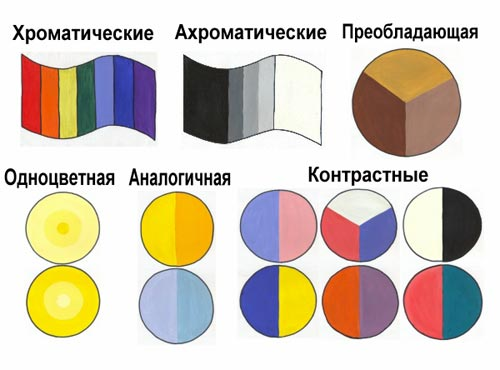 Хроматические
Ахроматические
Преобладающая
Одноцветная
Аналогичная
Контрастные